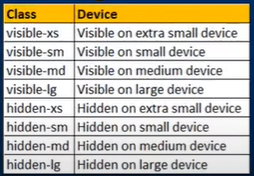 Class Device
visible-xs Visible on extra small device
visible-sm Visible on small device
visible-md Visible on medium device
visible-lg Visible on large device
hidden-xs Hidden on extra small device
hidden-sm Hidden on small device
hidden-md Hidden on medium device
hidden-lg Hidden on large device